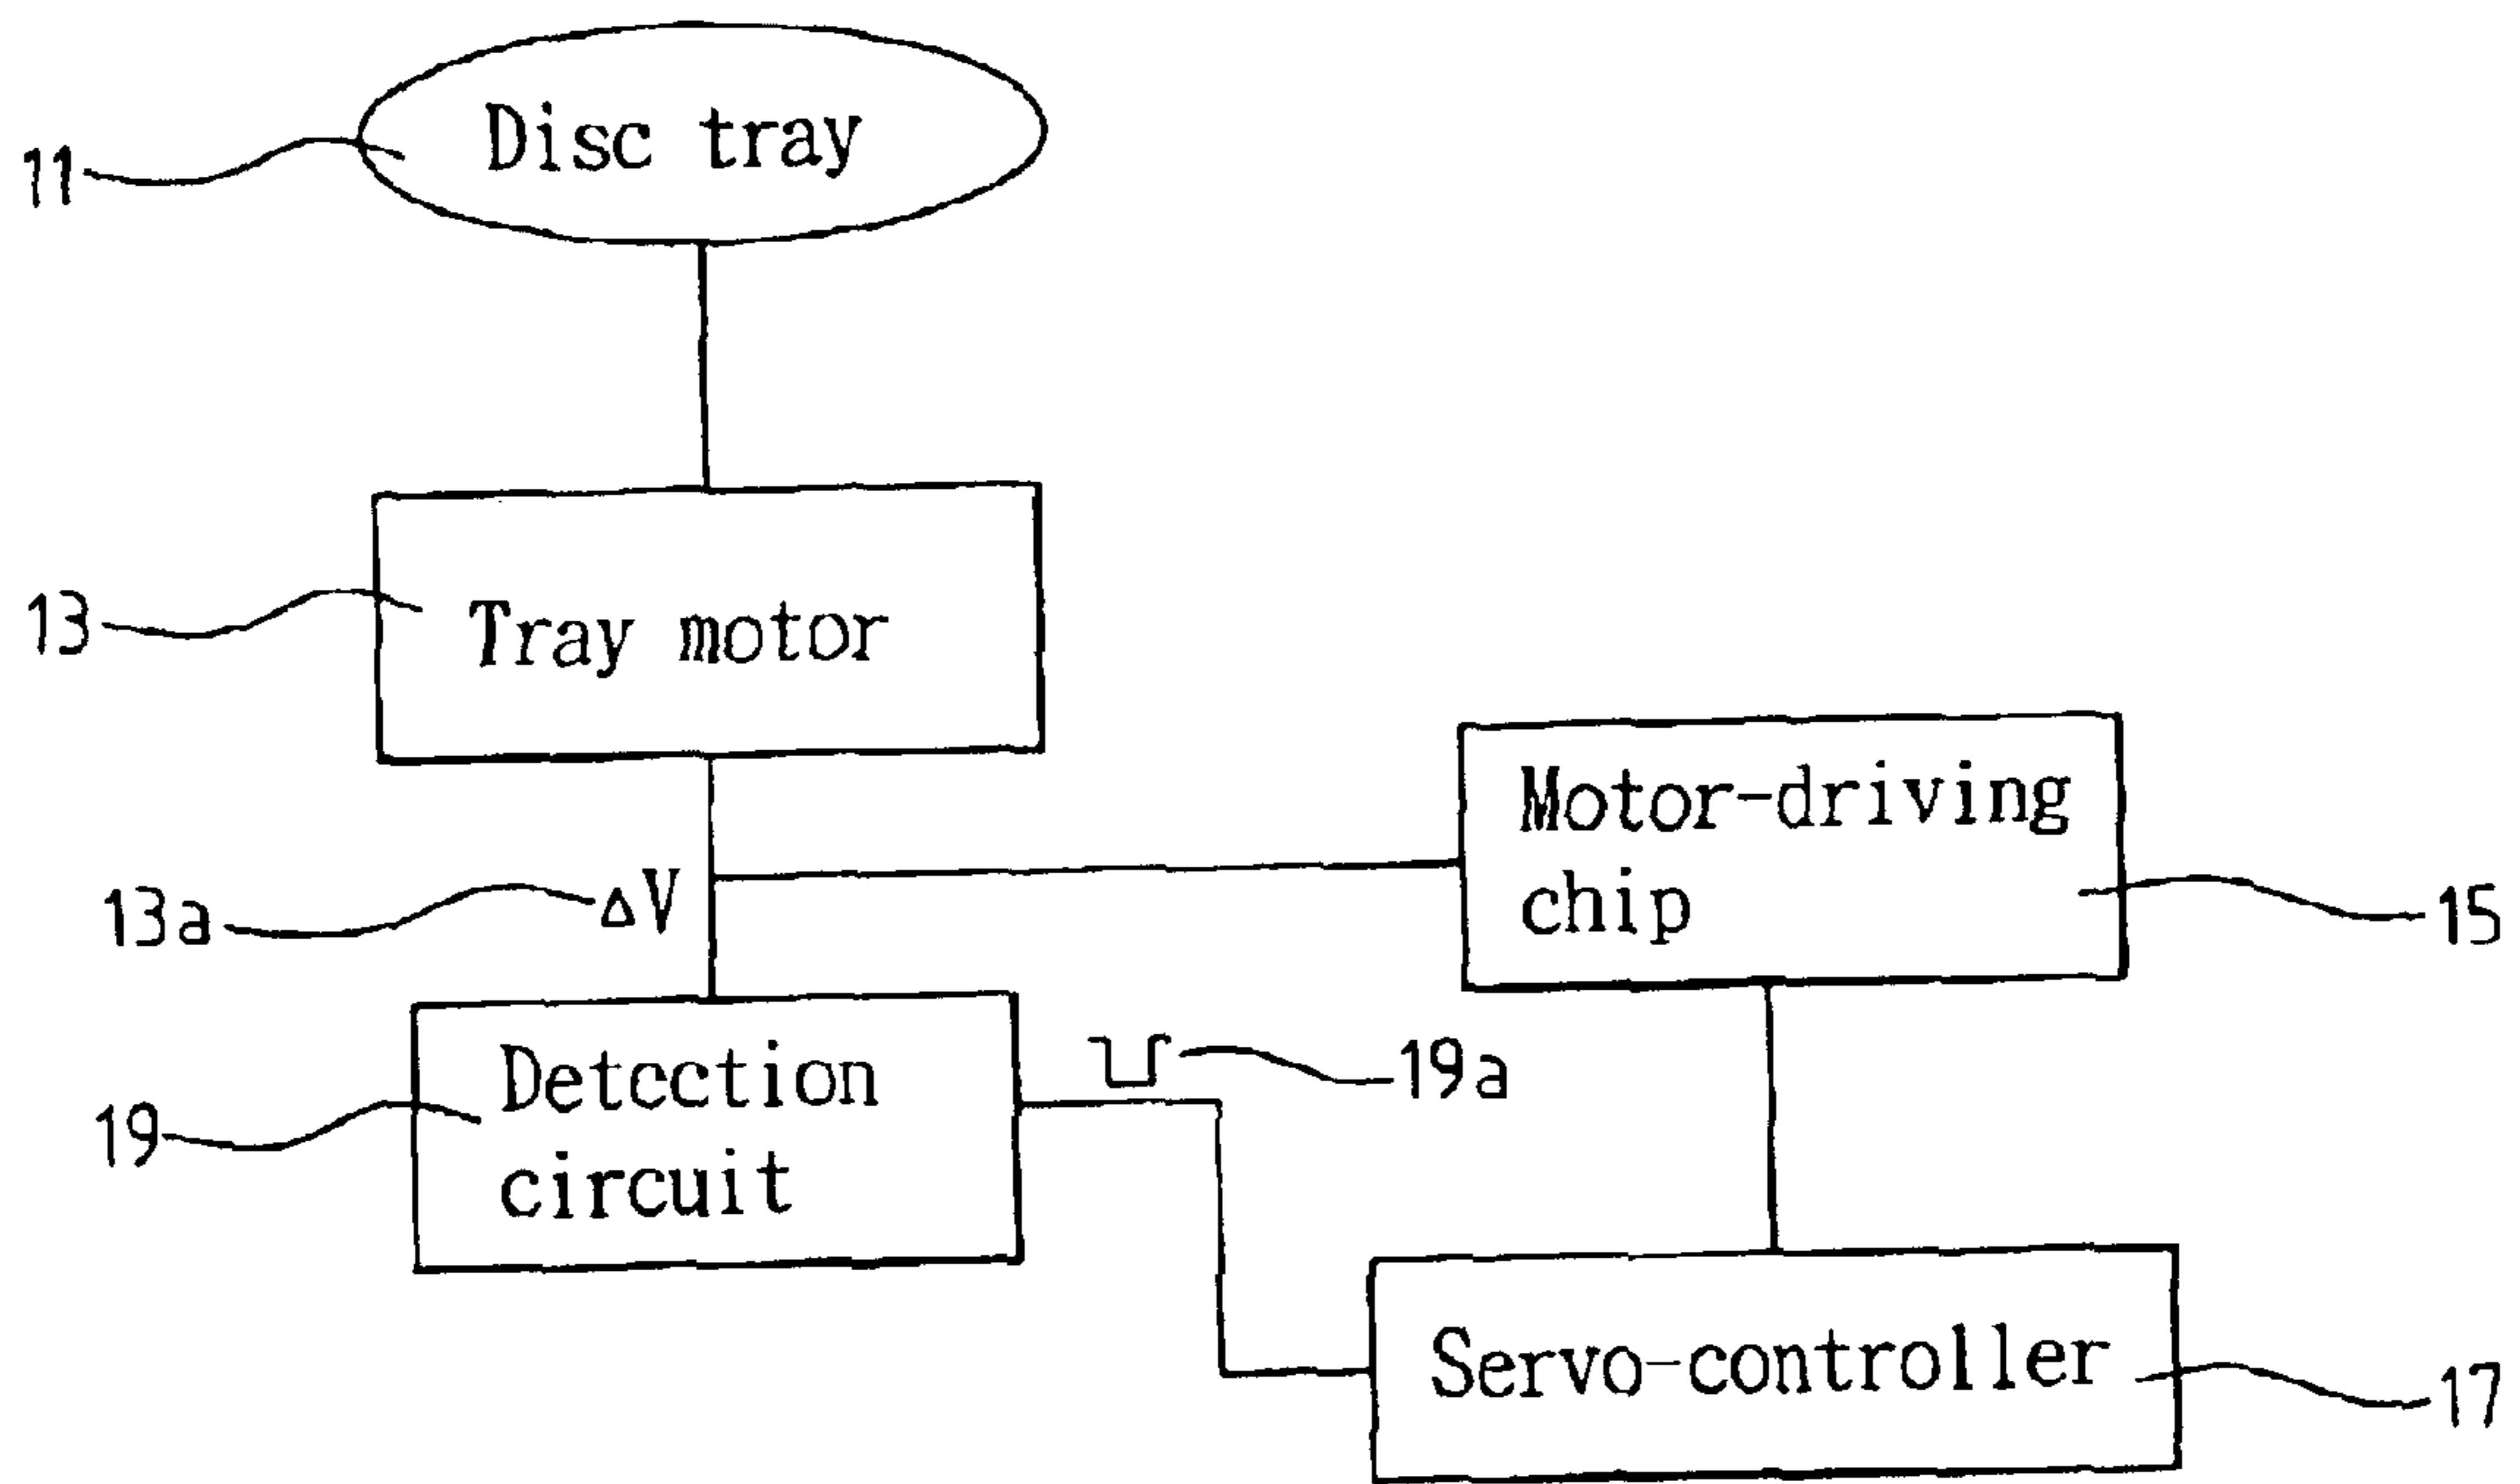 Disc tray
11
Tray motor
13
Motor-driving
chip
15
13a
ΔV
Detection
circuit
19
19a
Servo-controller
17